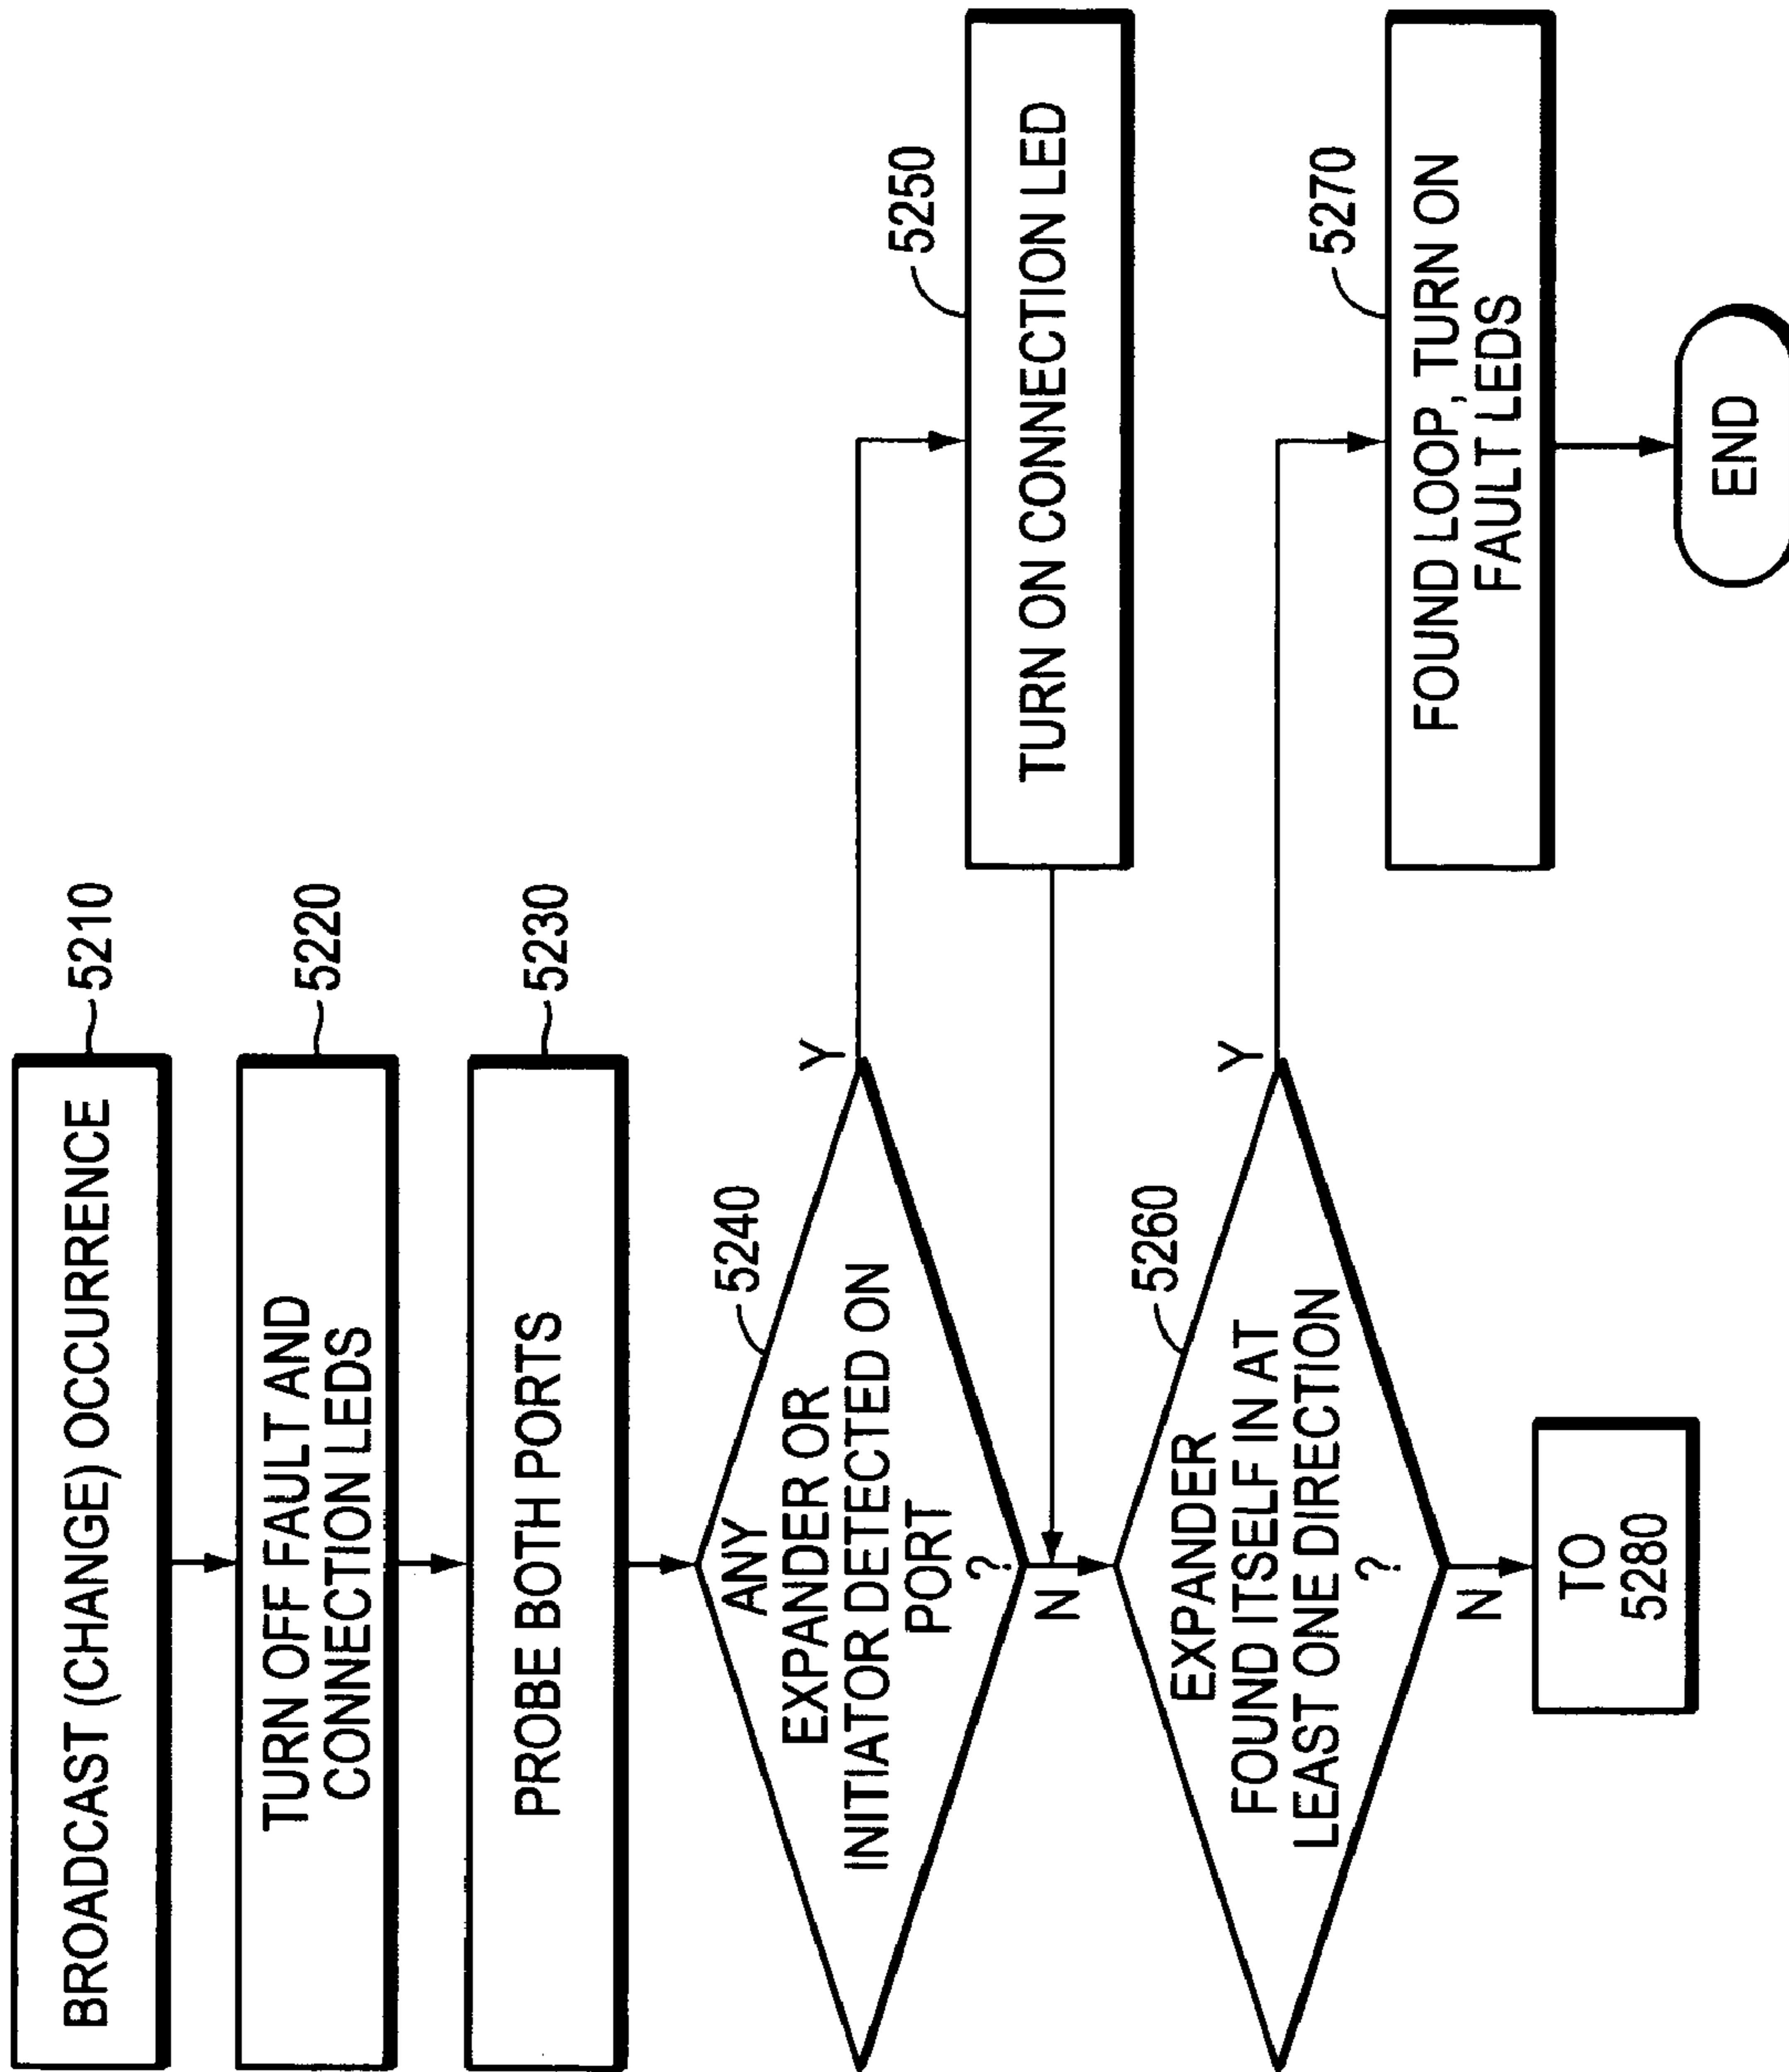 BROADCAST (CHANGE) OCCURRENCE
5210
TURN OFF FAULT AND
CONNECTION LEDS
5220
PROBE BOTH PORTS
5230
ANY
EXPANDER OR
INITIATOR DETECTED ON
PORT
?
5240
Y
N
TURN ON CONNECTION LED
5250
EXPANDER
FOUND ITSELF IN AT
LEAST ONE DIRECTION
?
5260
Y
N
FOUND LOOP, TURN ON
FAULT LEDS
5270
TO
5280
END